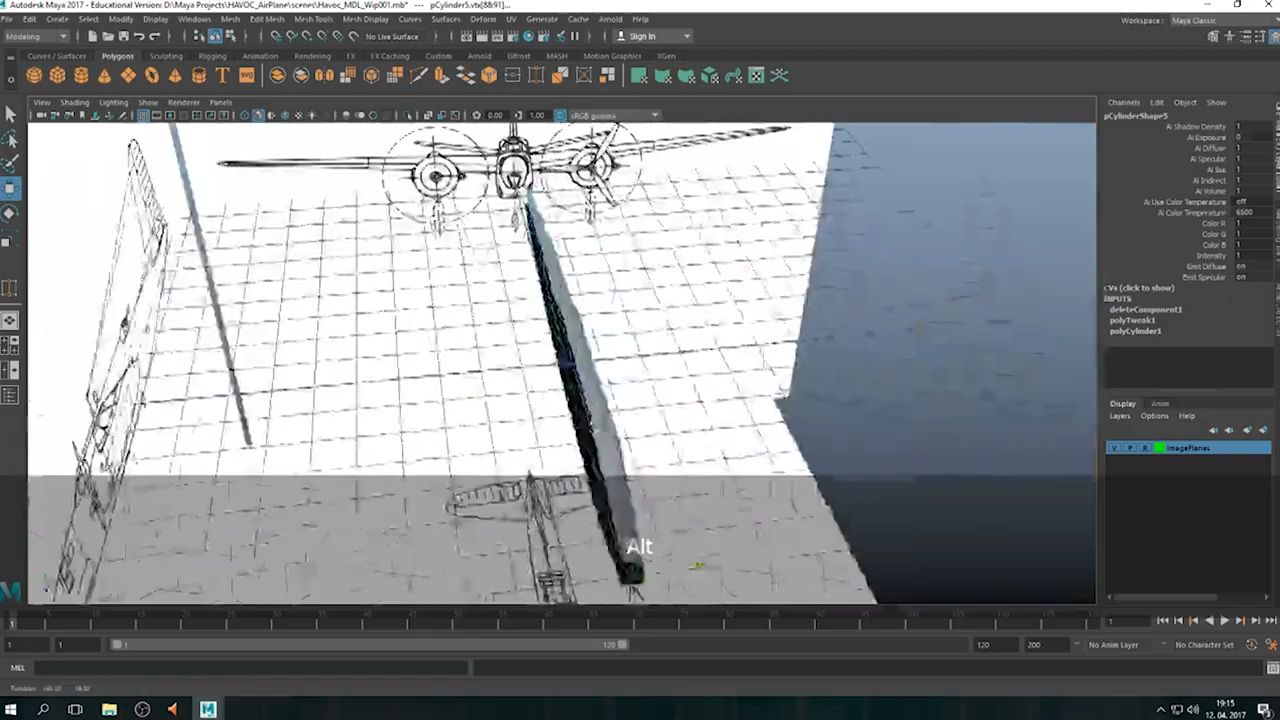 Autodesk Maya 2017 - Educational Version: D:\Maya Projects\HAVOC_AirPlane\scenes\Havoc_MDL_Wip001.mb* --- pCylinder5.vtx[88:91]...
File Edit Create Select Modify Display Windows Mesh Edit Mesh Mesh Tools Mesh Display Curves Surfaces Deform UV Generate Cache Arnold Help
Workspace: Maya Classic
Modeling No Live Surface Sign In
Curves / Surfaces Polygons Sculpting Rigging Animation Rendering FX FX Caching Custom Arnold Bifrost MASH Motion Graphics XGen
View Shading Lighting Show Renderer Panels
0.00 1.00 sRGB gamma
Channels Edit Object Show
pCylinderShape5
Ai Shadow Density 1
Ai Exposure 0
Ai Diffuse 1
Ai Specular 1
Ai Sss 1
Ai Indirect 1
Ai Volume 1
Ai Use Color Temperature off
Ai Color Temperature 6500
Color R 1
Color G 1
Color B 1
Intensity 1
Emit Diffuse on
Emit Specular on
CVs (click to show)
INPUTS
deleteComponent1
polyTweak1
polyCylinder1
Display Anim
Layers Options Help
V P R ImagePlanes
Alt
1 1 1 120 120 200 No Anim Layer No Character Set
MEL
19:15
12. 04. 2017